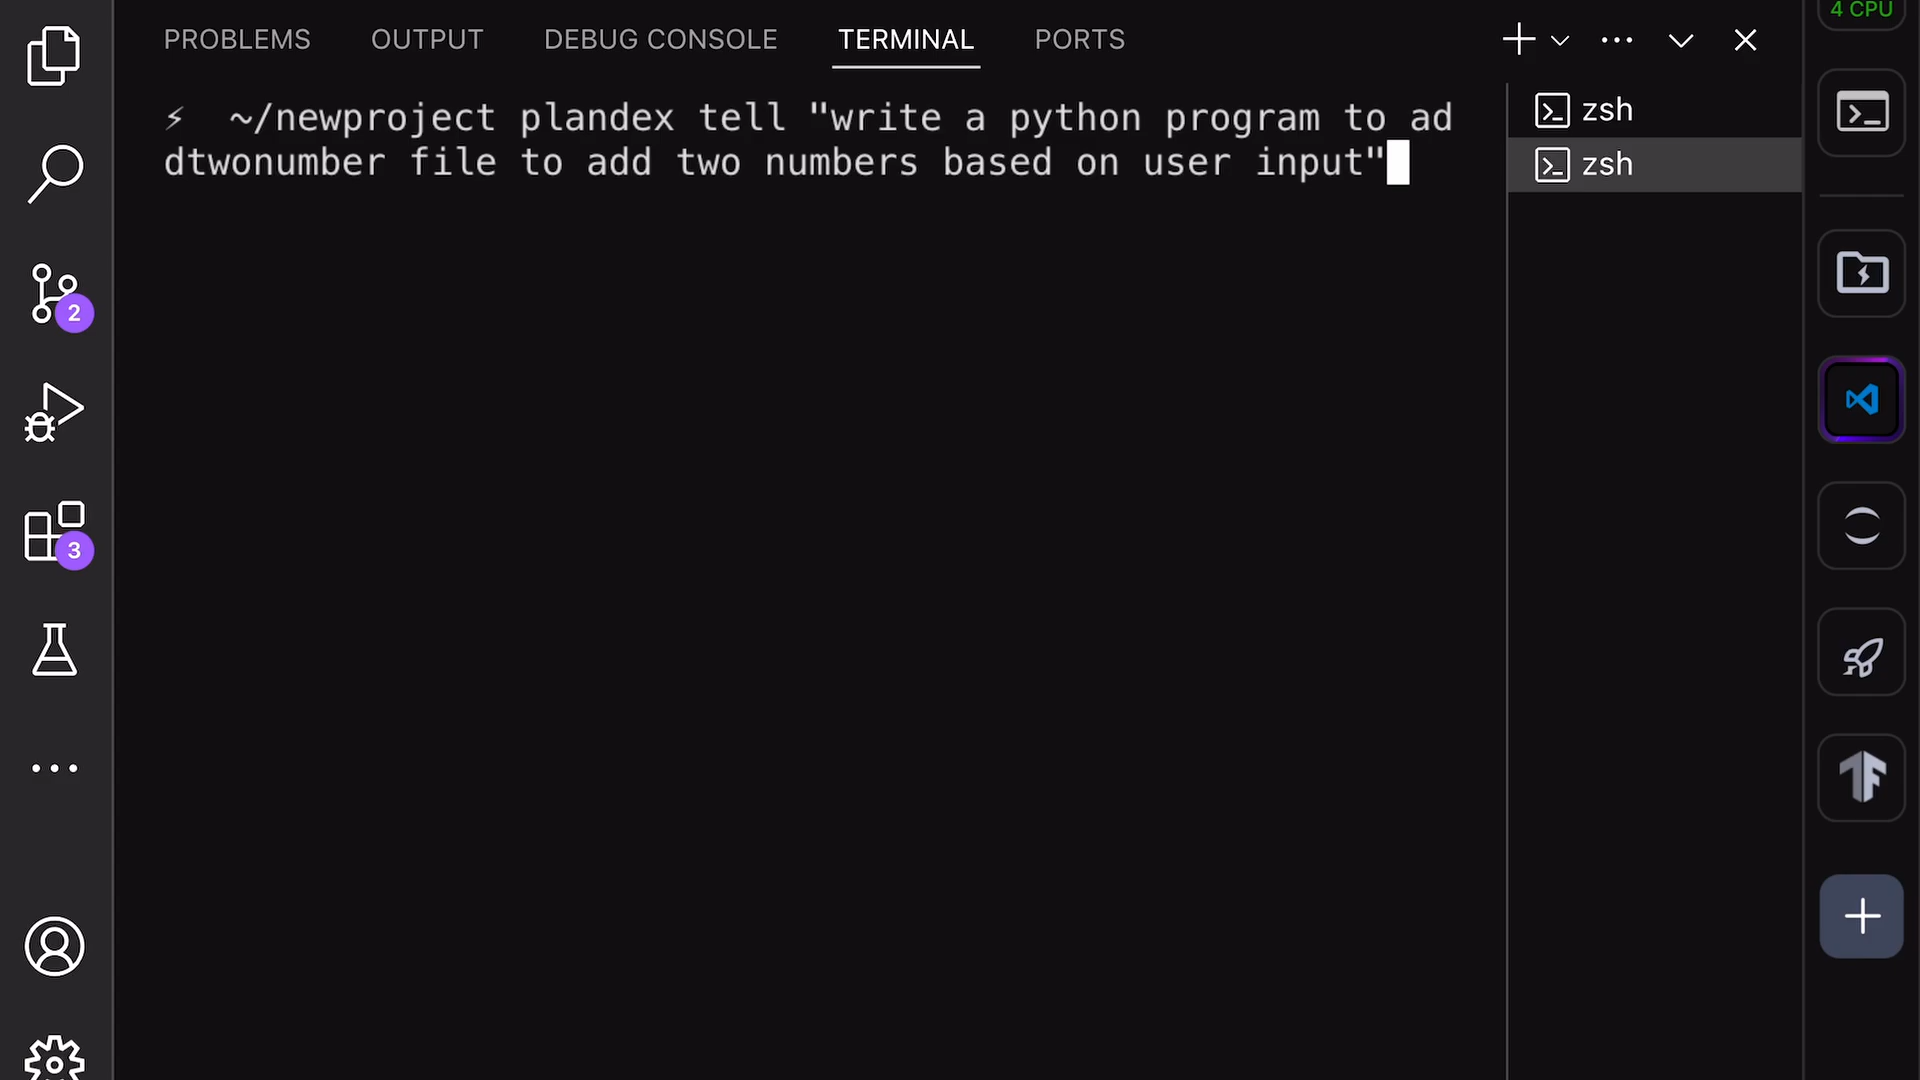 4 CPU
PROBLEMS OUTPUT DEBUG CONSOLE TERMINAL PORTS
⚡ ~/newproject plandex tell "write a python program to ad
dtwonumber file to add two numbers based on user input"
zsh
zsh
2
3